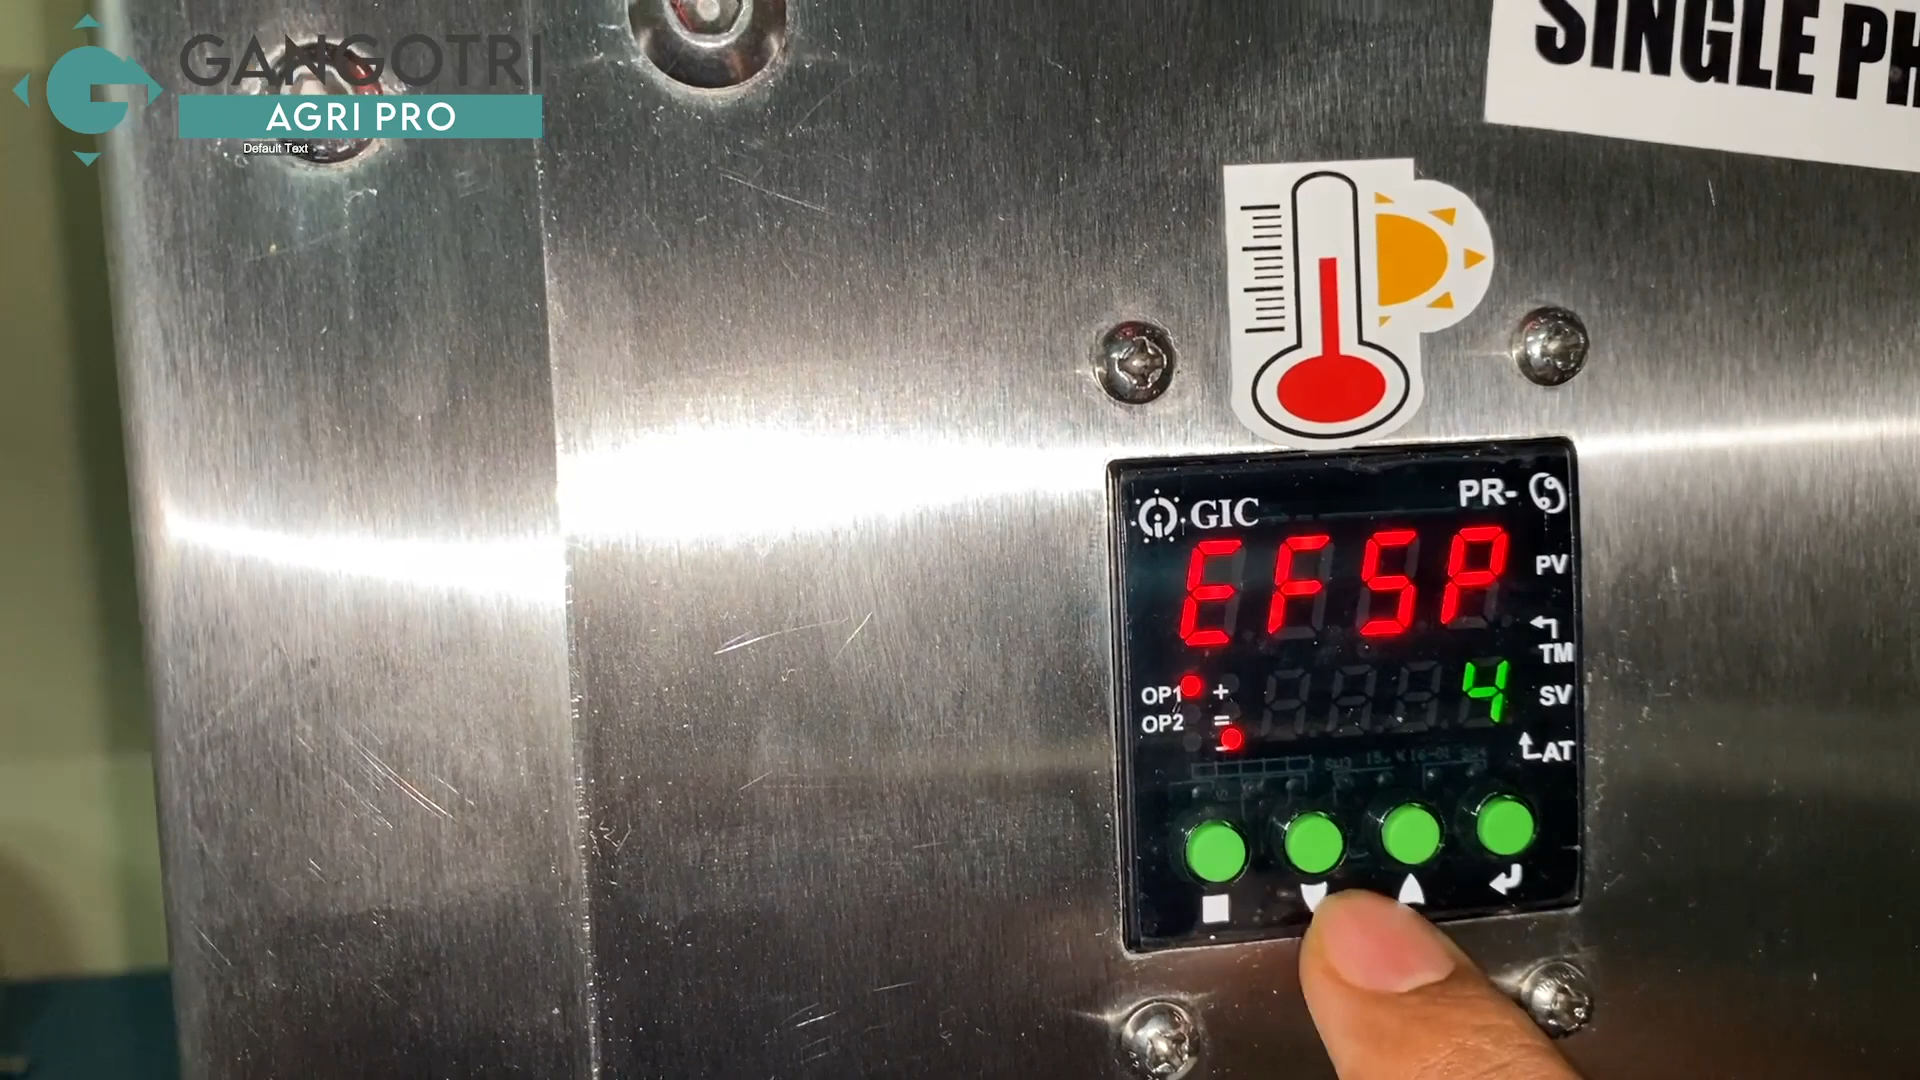 GANGOTRI
AGRI PRO
Default Text
SINGLE PH
GIC
PR-
EFSP
PV
TM
4
SV
OP1
OP2
AT